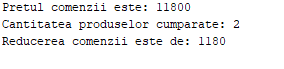 Pretul comenzii este: 11800
Cantitatea produselor cumparate: 2
Reducerea comenzii este de: 1180